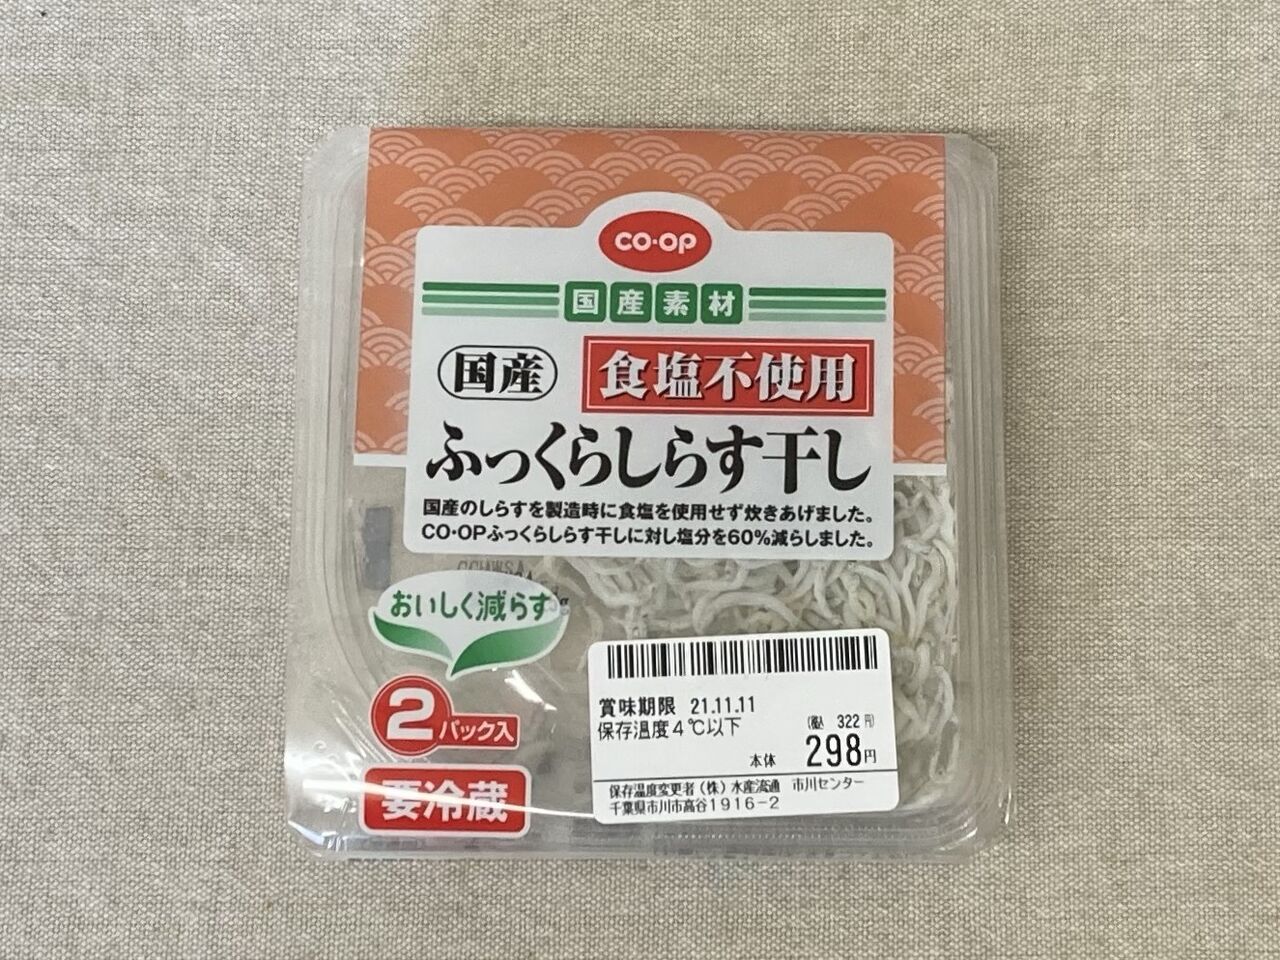 CO・OP
国産素材
国産 食塩不使用
ふっくらしらす干し
国産のしらすを製造時に食塩を使用せず炊きあげました。
CO・OPふっくらしらす干しに対し塩分を60%減らしました。
おいしく減らす
2パック入
要冷蔵
賞味期限 21.11.11
保存温度4℃以下
(税込 322円)
本体 298円
保存温度変更者(株)水産流通 市川センター
千葉県市川市高谷1916-2